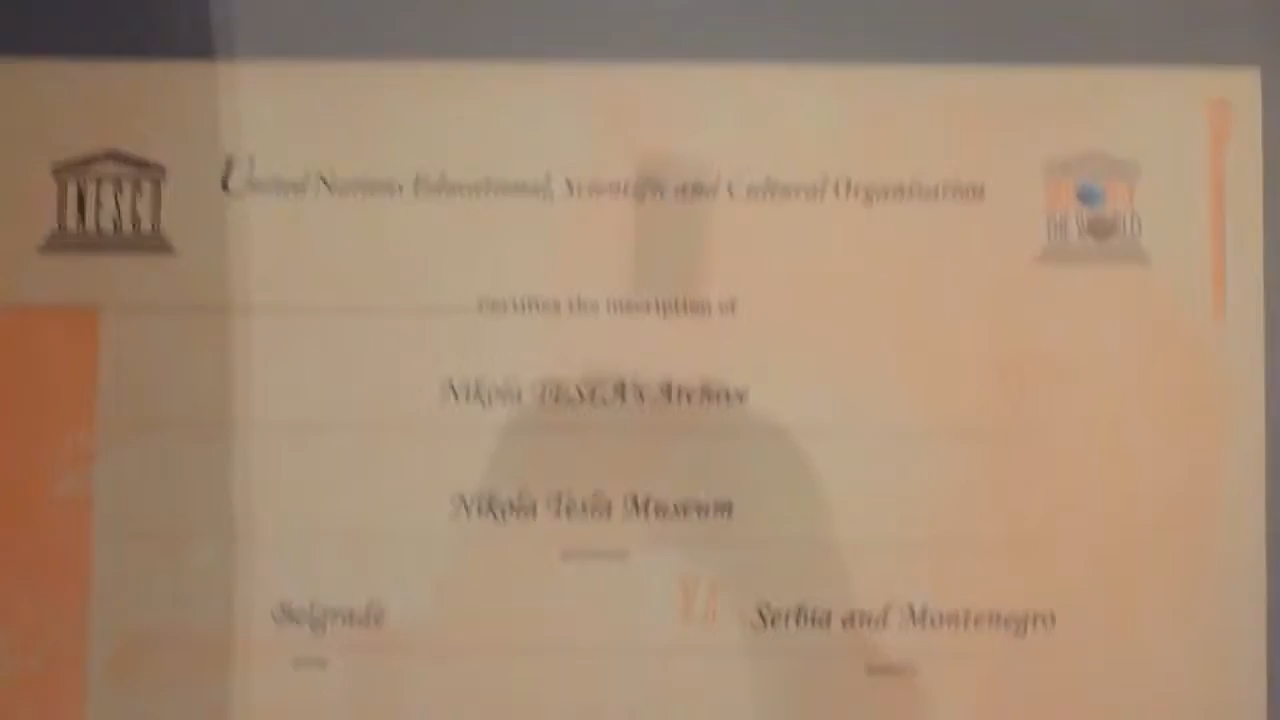 UNESCO
United Nations Educational, Scientific and Cultural Organization
certifies the inscription of
Nikola TESLA's Archive
Nikola Tesla Museum
Belgrade
Serbia and Montenegro